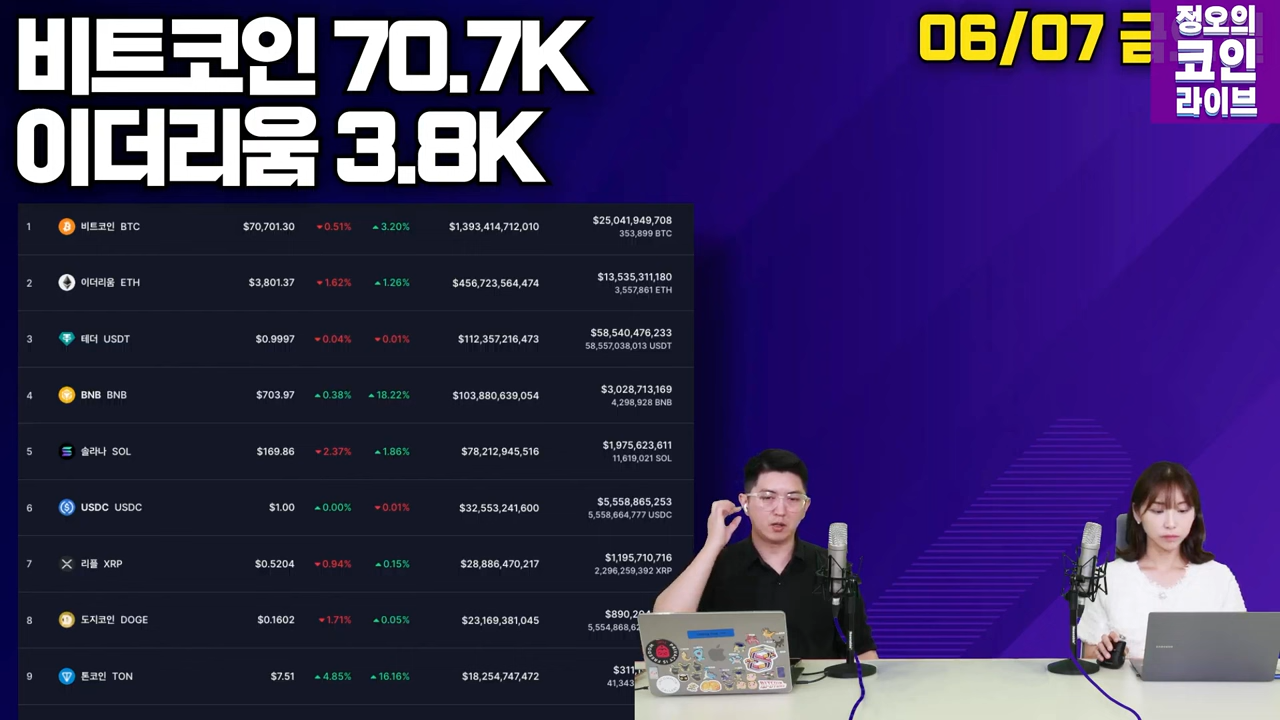 비트코인 70.7K
이더리움 3.8K
06/07 금
정오의
코인
라이브
1 비트코인 BTC $70,701.30 0.51% 3.20% $1,393,414,712,010 $25,041,949,708
353,899 BTC
2 이더리움 ETH $3,801.37 1.62% 1.26% $456,723,564,474 $13,535,311,180
3,557,861 ETH
3 테더 USDT $0.9997 0.04% 0.01% $112,357,216,473 $58,540,476,233
58,557,038,013 USDT
4 BNB BNB $703.97 0.38% 18.22% $103,880,639,054 $3,028,713,169
4,298,928 BNB
5 솔라나 SOL $169.86 2.37% 1.86% $78,212,945,516 $1,975,623,611
11,619,021 SOL
6 USDC USDC $1.00 0.00% 0.01% $32,553,241,600 $5,558,865,253
5,558,664,777 USDC
7 리플 XRP $0.5204 0.94% 0.15% $28,886,470,217 $1,195,710,716
2,296,259,392 XRP
8 도지코인 DOGE $0.1602 1.71% 0.05% $23,169,381,045
9 톤코인 TON $7.51 4.85% 16.16% $18,254,747,472
SAMSUNG